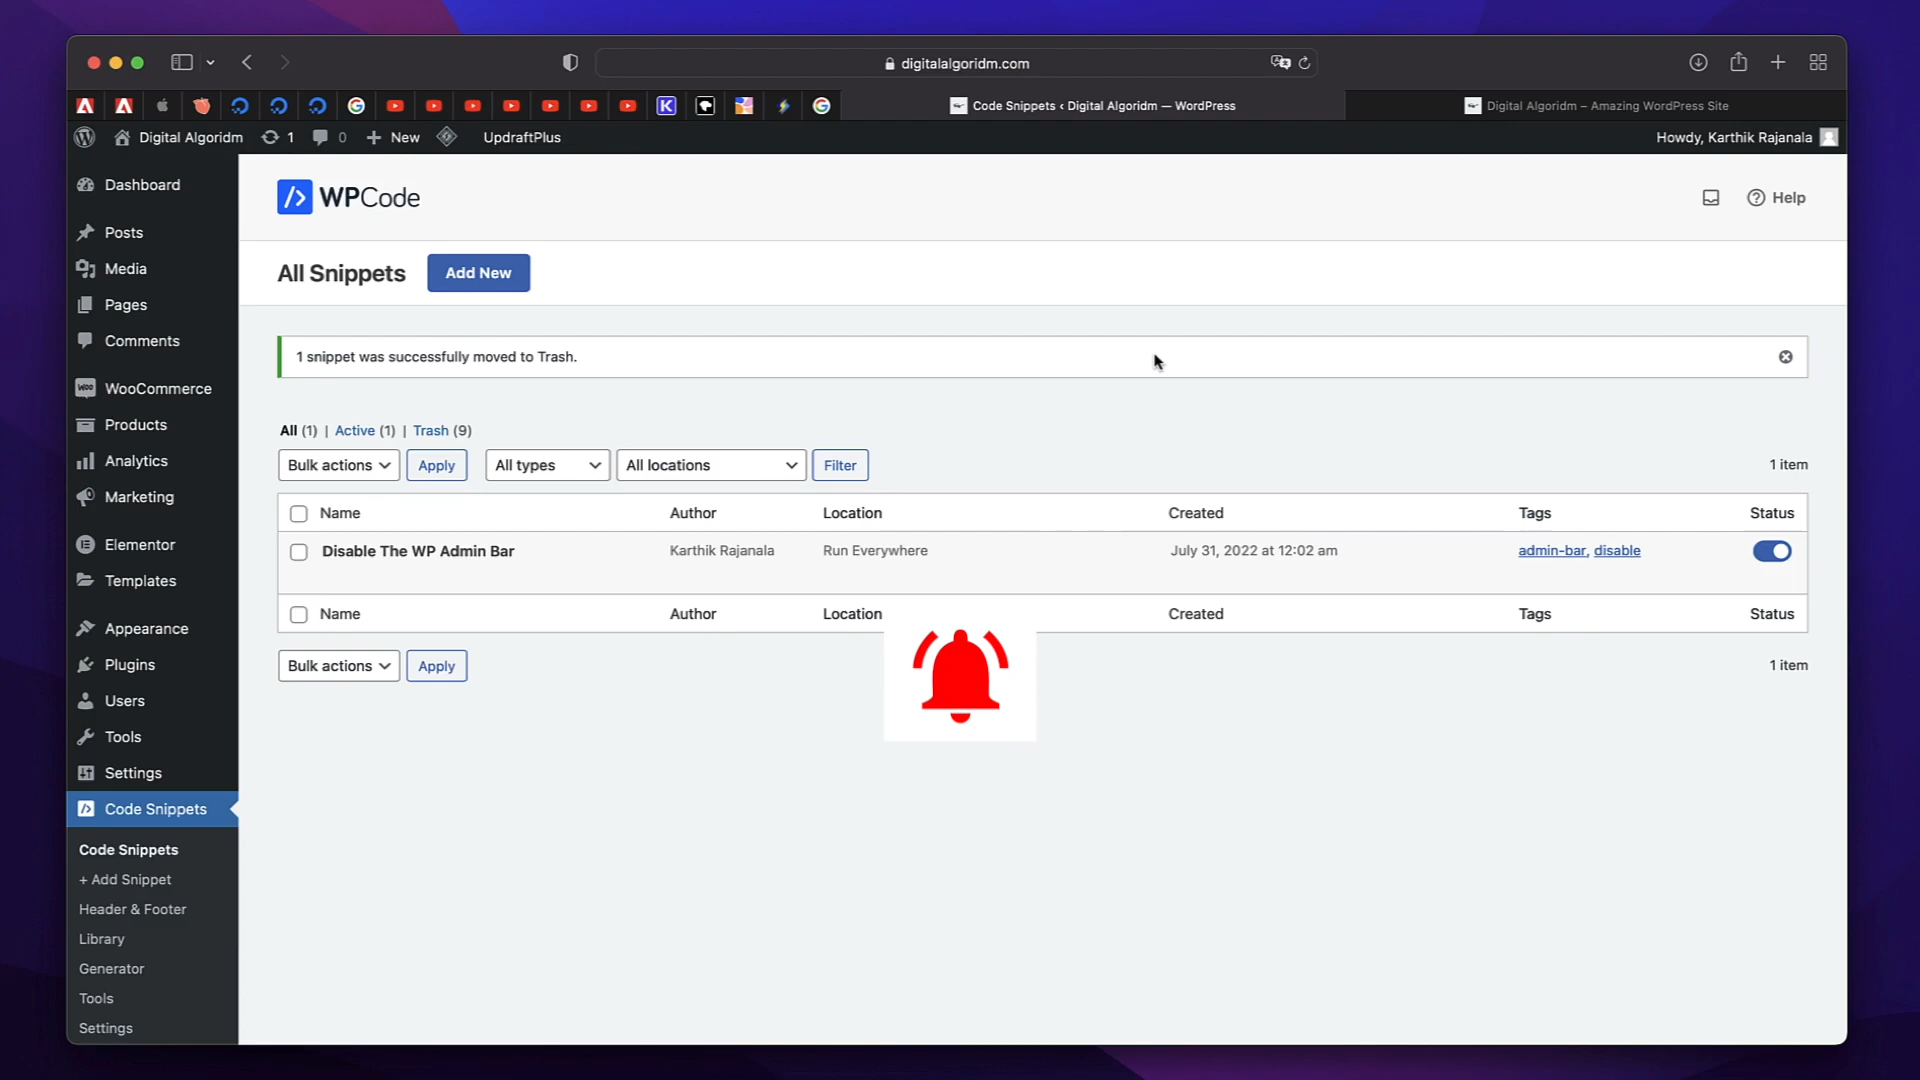 digitalalgoridm.com
Code Snippets ‹ Digital Algoridm — WordPress
Digital Algoridm – Amazing WordPress Site
Digital Algoridm
1
0
New
UpdraftPlus
Howdy, Karthik Rajanala
Dashboard
Posts
Media
Pages
Comments
WooCommerce
Products
Analytics
Marketing
Elementor
Templates
Appearance
Plugins
Users
Tools
Settings
Code Snippets
Code Snippets
+ Add Snippet
Header & Footer
Library
Generator
Tools
Settings
WPCode
Help
All Snippets
Add New
1 snippet was successfully moved to Trash.
All (1) | Active (1) | Trash (9)
Bulk actions
Apply
All types
All locations
Filter
1 item
Name Author Location Created Tags Status
Disable The WP Admin Bar Karthik Rajanala Run Everywhere July 31, 2022 at 12:02 am admin-bar, disable
Name Author Location Created Tags Status
Bulk actions
Apply
1 item